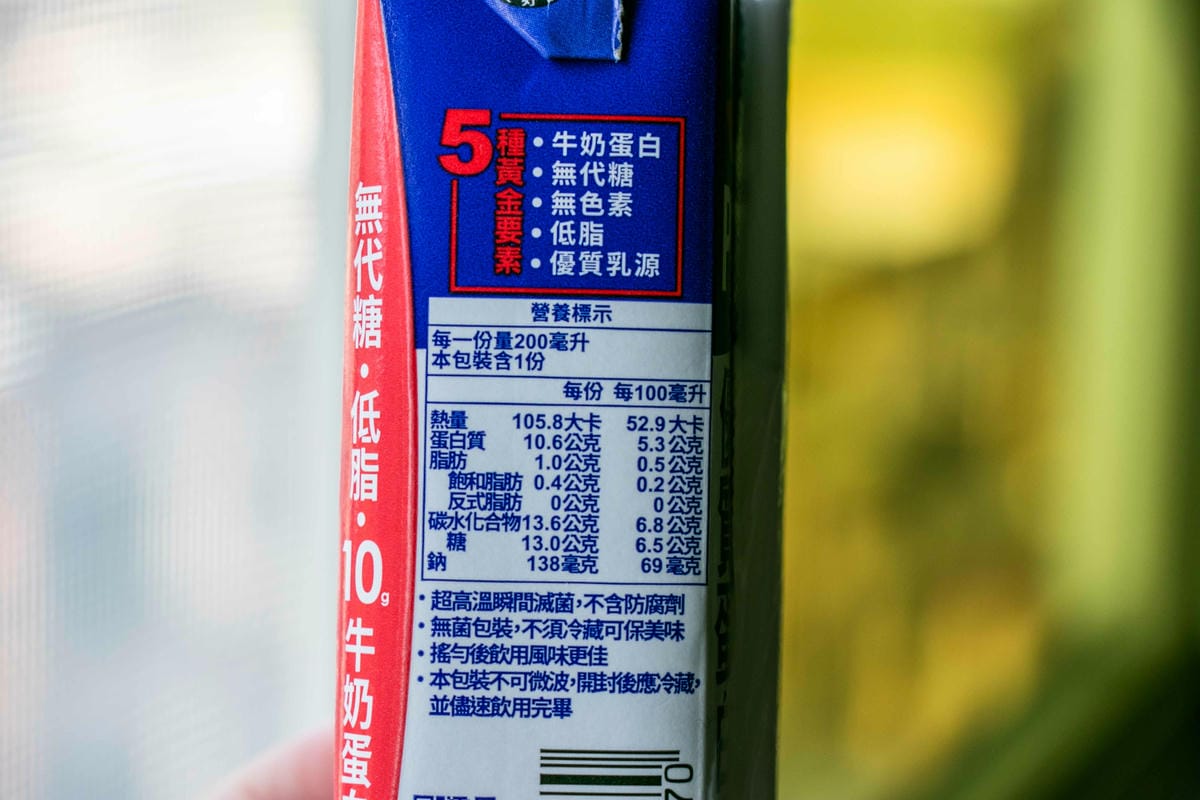 5種黃金要素
・牛奶蛋白
・無代糖
・無色素
・低脂
・優質乳源
無代糖・低脂・10g牛奶蛋
營養標示
每一份量200毫升
本包裝含1份
每份 每100毫升
熱量 105.8大卡 52.9大卡
蛋白質 10.6公克 5.3公克
脂肪 1.0公克 0.5公克
飽和脂肪 0.4公克 0.2公克
反式脂肪 0公克 0公克
碳水化合物13.6公克 6.8公克
糖 13.0公克 6.5公克
鈉 138毫克 69毫克
・超高溫瞬間滅菌,不含防腐劑
・無菌包裝,不須冷藏可保美味
・搖勻後飲用風味更佳
・本包裝不可微波,開封後應冷藏,
並儘速飲用完畢
70